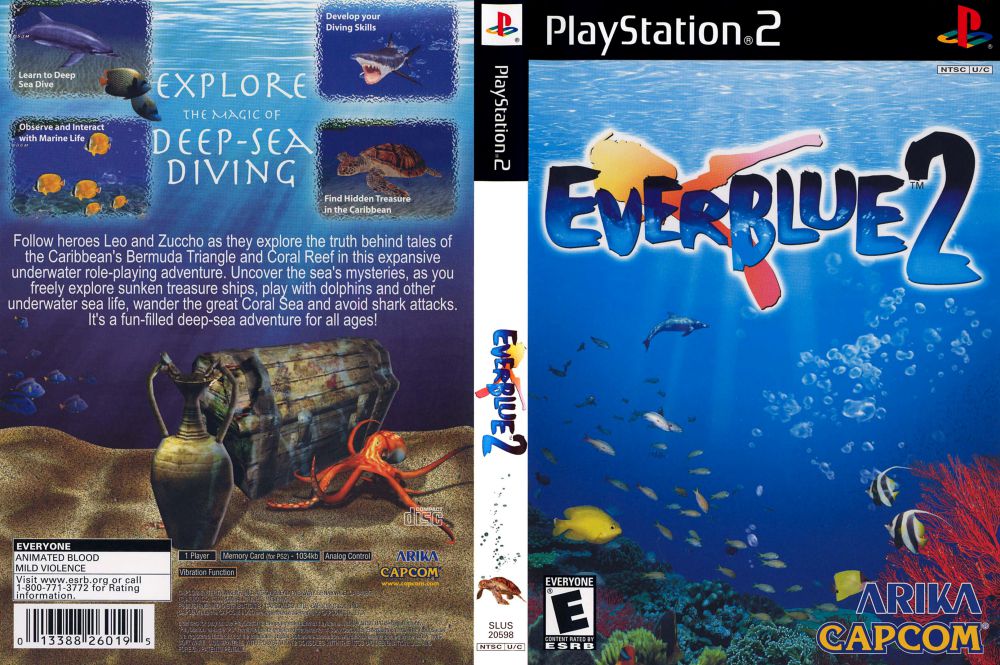 Learn to Deep
Sea Dive
Develop your
Diving Skills
EXPLORE
THE MAGIC OF
DEEP-SEA
DIVING
Observe and Interact
with Marine Life
Find Hidden Treasure
in the Caribbean
Follow heroes Leo and Zuccho as they explore the truth behind tales of
the Caribbean's Bermuda Triangle and Coral Reef in this expansive
underwater role-playing adventure. Uncover the sea's mysteries, as you
freely explore sunken treasure ships, play with dolphins and other
underwater sea life, wander the great Coral Sea and avoid shark attacks.
It's a fun-filled deep-sea adventure for all ages!
COMPACT
disc
EVERYONE
ANIMATED BLOOD
MILD VIOLENCE
Visit www.esrb.org or call
1-800-771-3772 for Rating
information.
1 Player
Memory Card (for PS2) - 1034kb
Analog Control
Vibration Function
ARIKA
CAPCOM
www.capcom.com
0 13388 26019 5
PlayStation®2
EVERBLUE 2
SLUS
20598
NTSC U/C
PlayStation®2
NTSC U/C
EVERBLUE 2™
EVERYONE
E
CONTENT RATED BY
ESRB
ARIKA
CAPCOM®